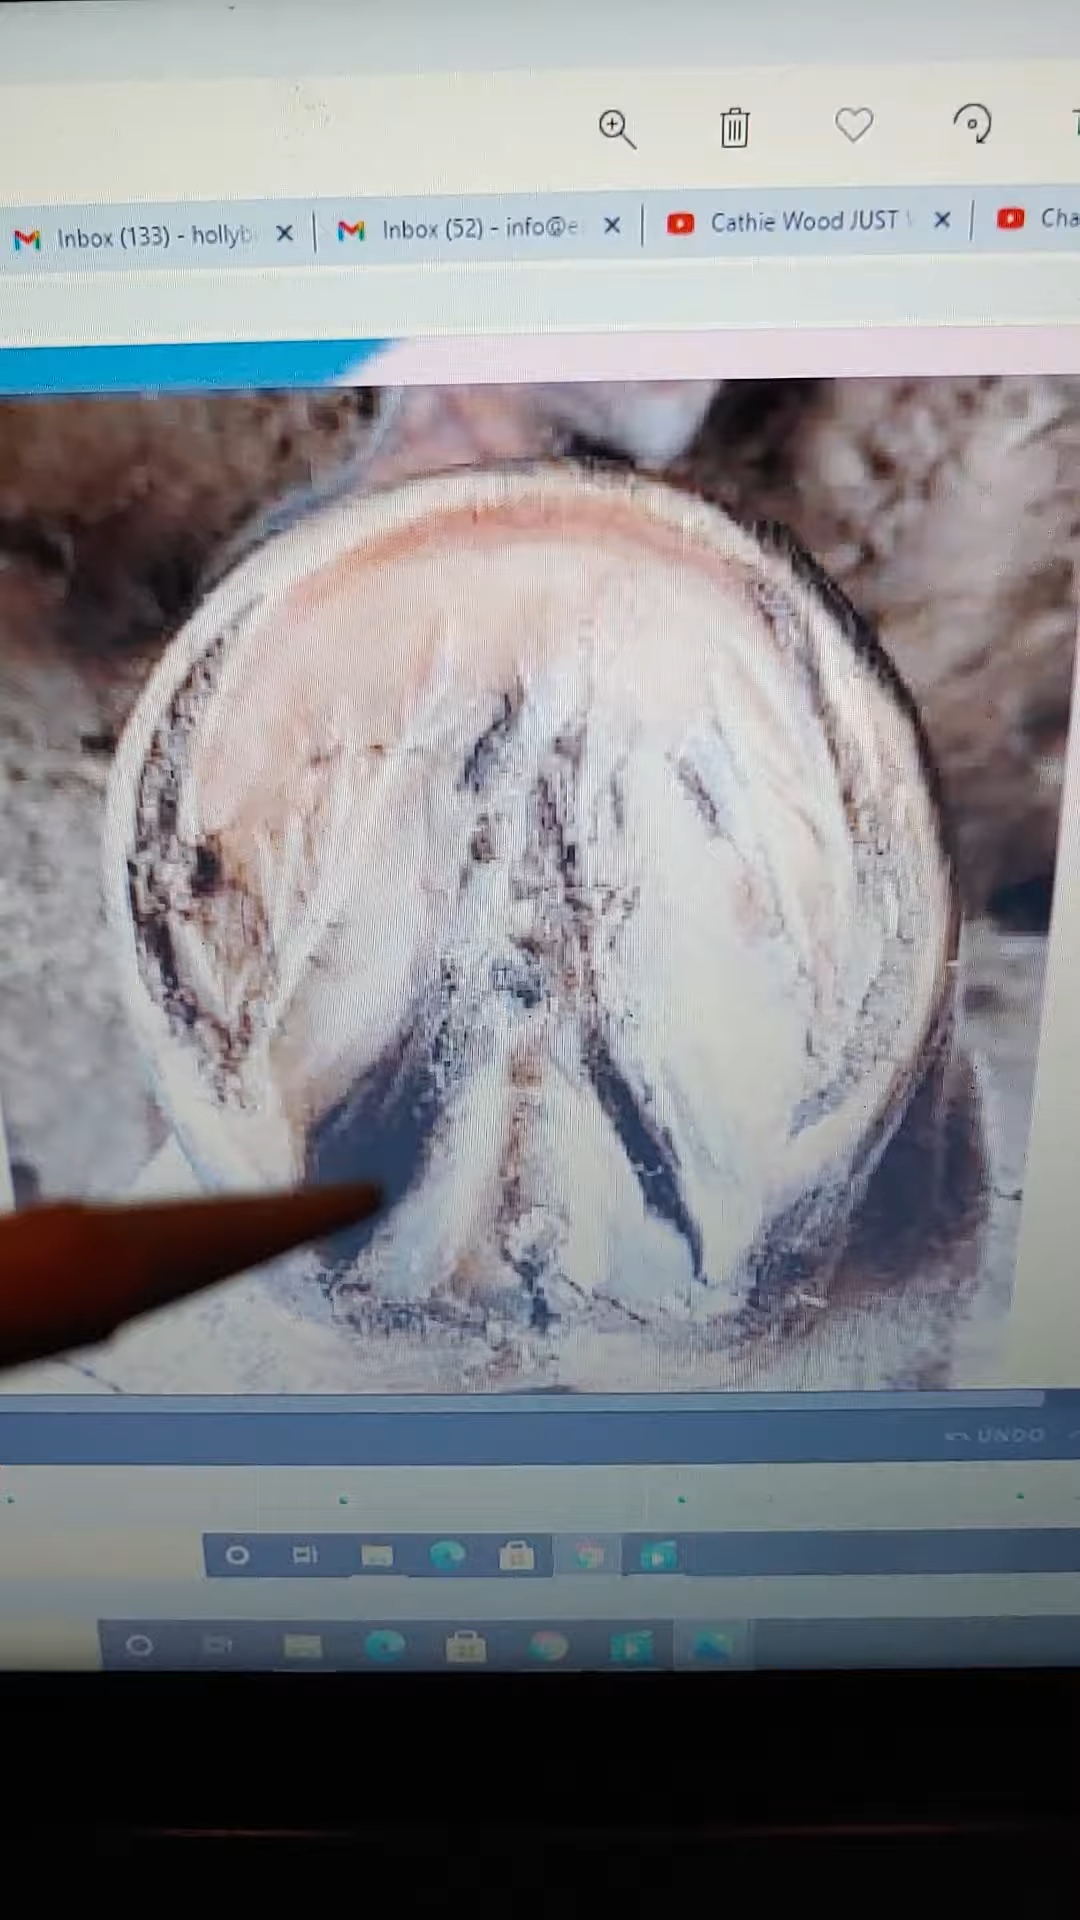 Inbox (133) - hollyb
Inbox (52) - info@e
Cathie Wood JUST
Cha
UNDO